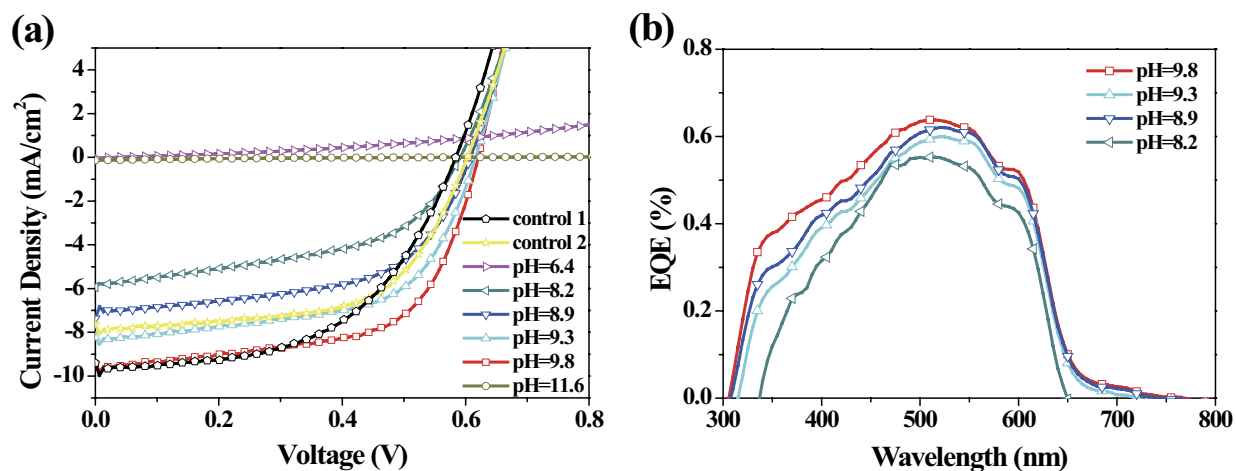 (a)
Current Density (mA/cm²)
4
2
0
-2
-4
-6
-8
-10
0.0 0.2 0.4 0.6 0.8
Voltage (V)
control 1
control 2
pH=6.4
pH=8.2
pH=8.9
pH=9.3
pH=9.8
pH=11.6
(b)
EQE (%)
0.8
0.6
0.4
0.2
0.0
300 400 500 600 700 800
Wavelength (nm)
pH=9.8
pH=9.3
pH=8.9
pH=8.2